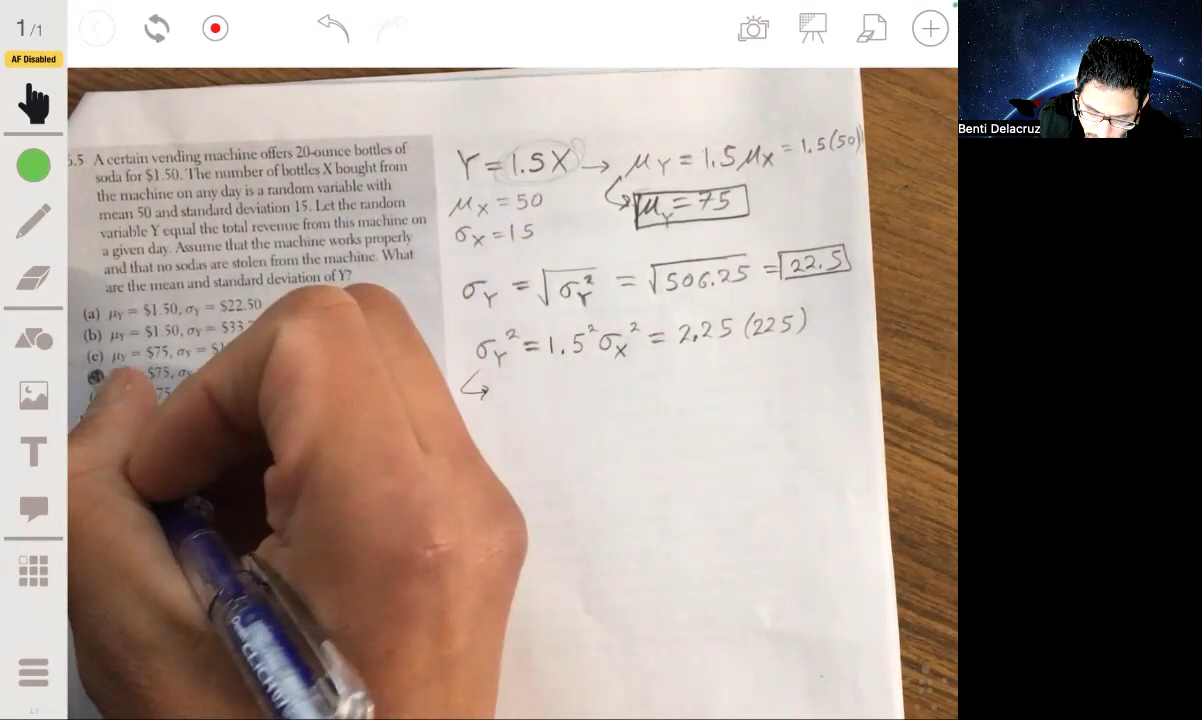 1/1
AF Disabled
Benti Delacruz
5.5 A certain vending machine offers 20-ounce bottles of
soda for $1.50. The number of bottles X bought from
the machine on any day is a random variable with
mean 50 and standard deviation 15. Let the random
variable Y equal the total revenue from this machine on
a given day. Assume that the machine works properly
and that no sodas are stolen from the machine. What
are the mean and standard deviation of Y?
(a) μY = $1.50, σY = $22.50
(b) μY = $1.50, σY = $33.
(c) μY = $75, σY = $1
$75, σY
75
Y = 1.5X → μY = 1.5μX = 1.5(50)
μX = 50
μY = 75
σX = 15
σY = √σY² = √506.25 = 22.5
σY² = 1.5²σX² = 2.25(225)
T
CLICK